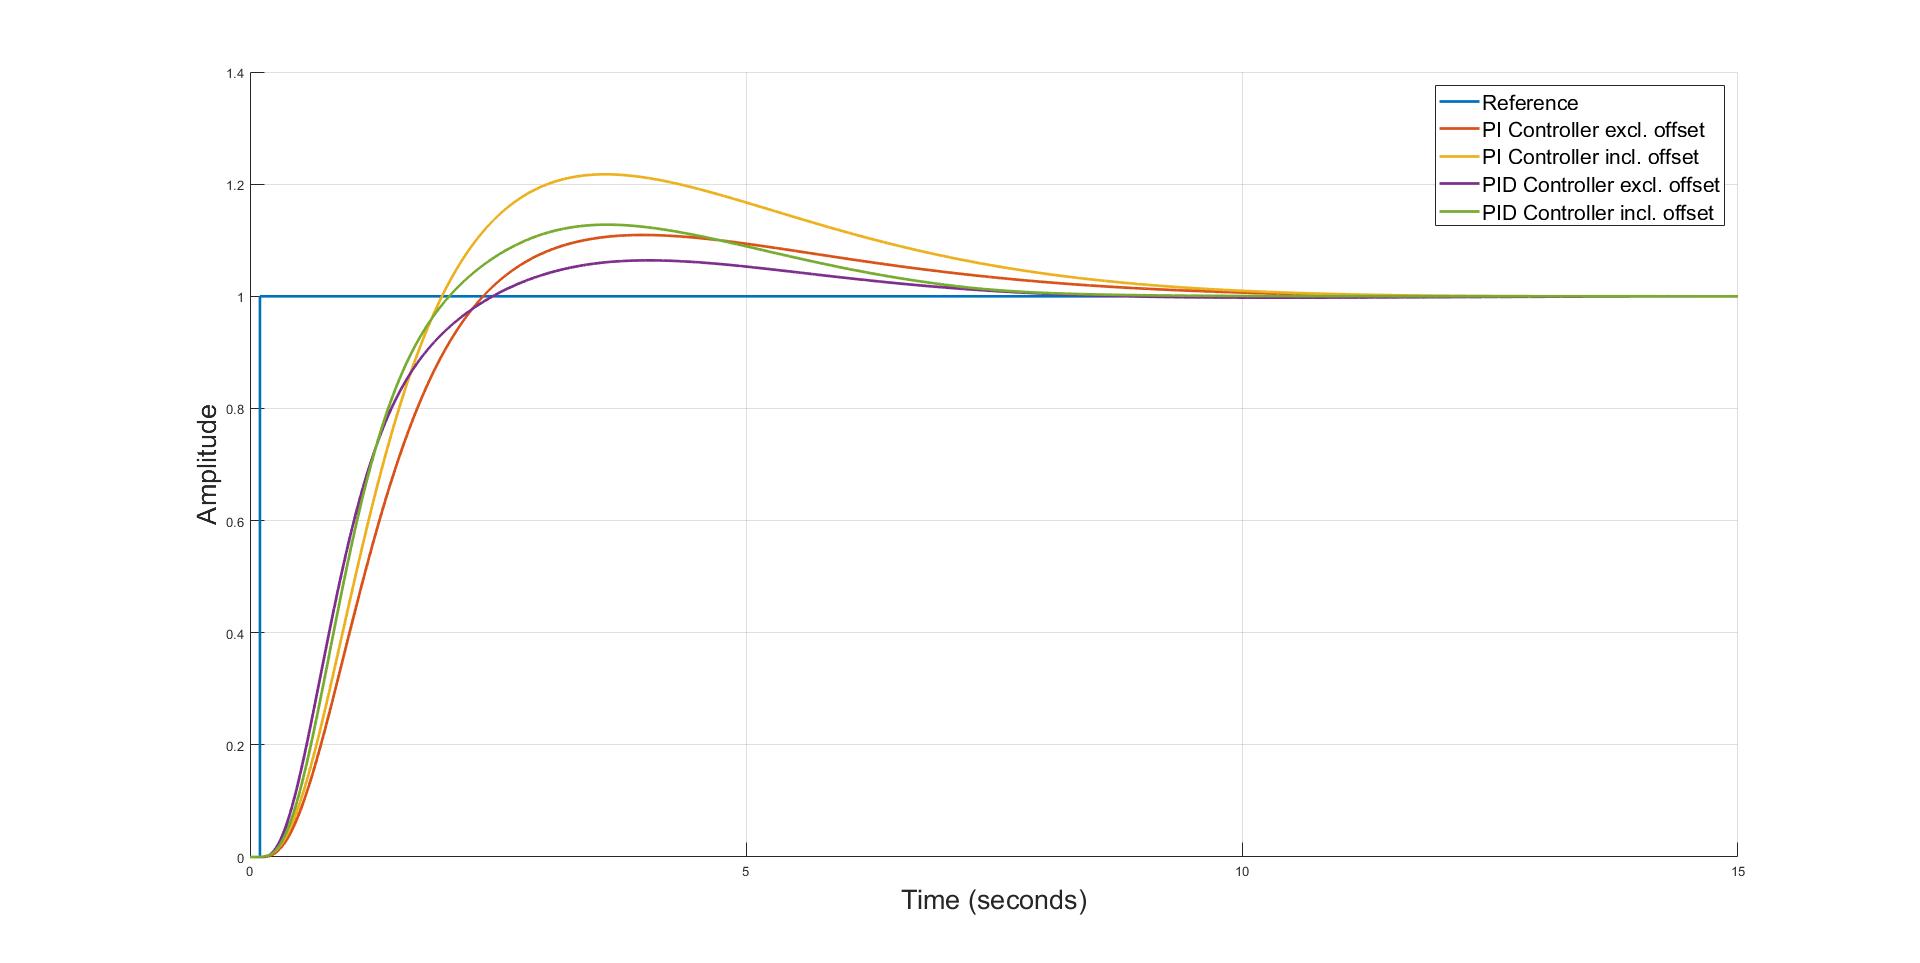 1.4
1.2
1
0.8
0.6
0.4
0.2
0
0
5
10
15
Amplitude
Time (seconds)
Reference
PI Controller excl. offset
PI Controller incl. offset
PID Controller excl. offset
PID Controller incl. offset